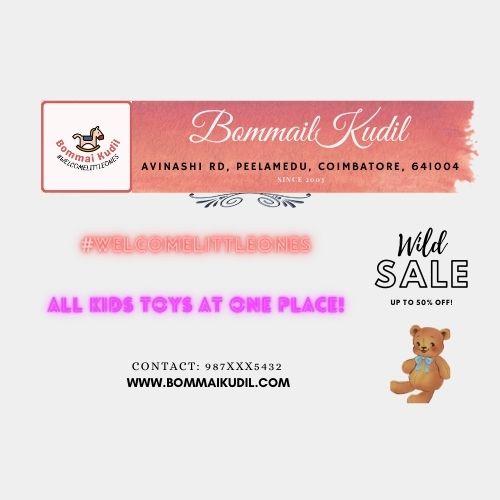 Bommai Kudil
#WELCOMELITTLEONES
Bommail Kudil
AVINASHI RD, PEELAMEDU, COIMBATORE, 641004
SINCE 2003
#WELCOMELITTLEONES
Wild
SALE
UP TO 50% OFF!
ALL KIDS TOYS AT ONE PLACE!
CONTACT: 987XXX5432
WWW.BOMMAIKUDIL.COM